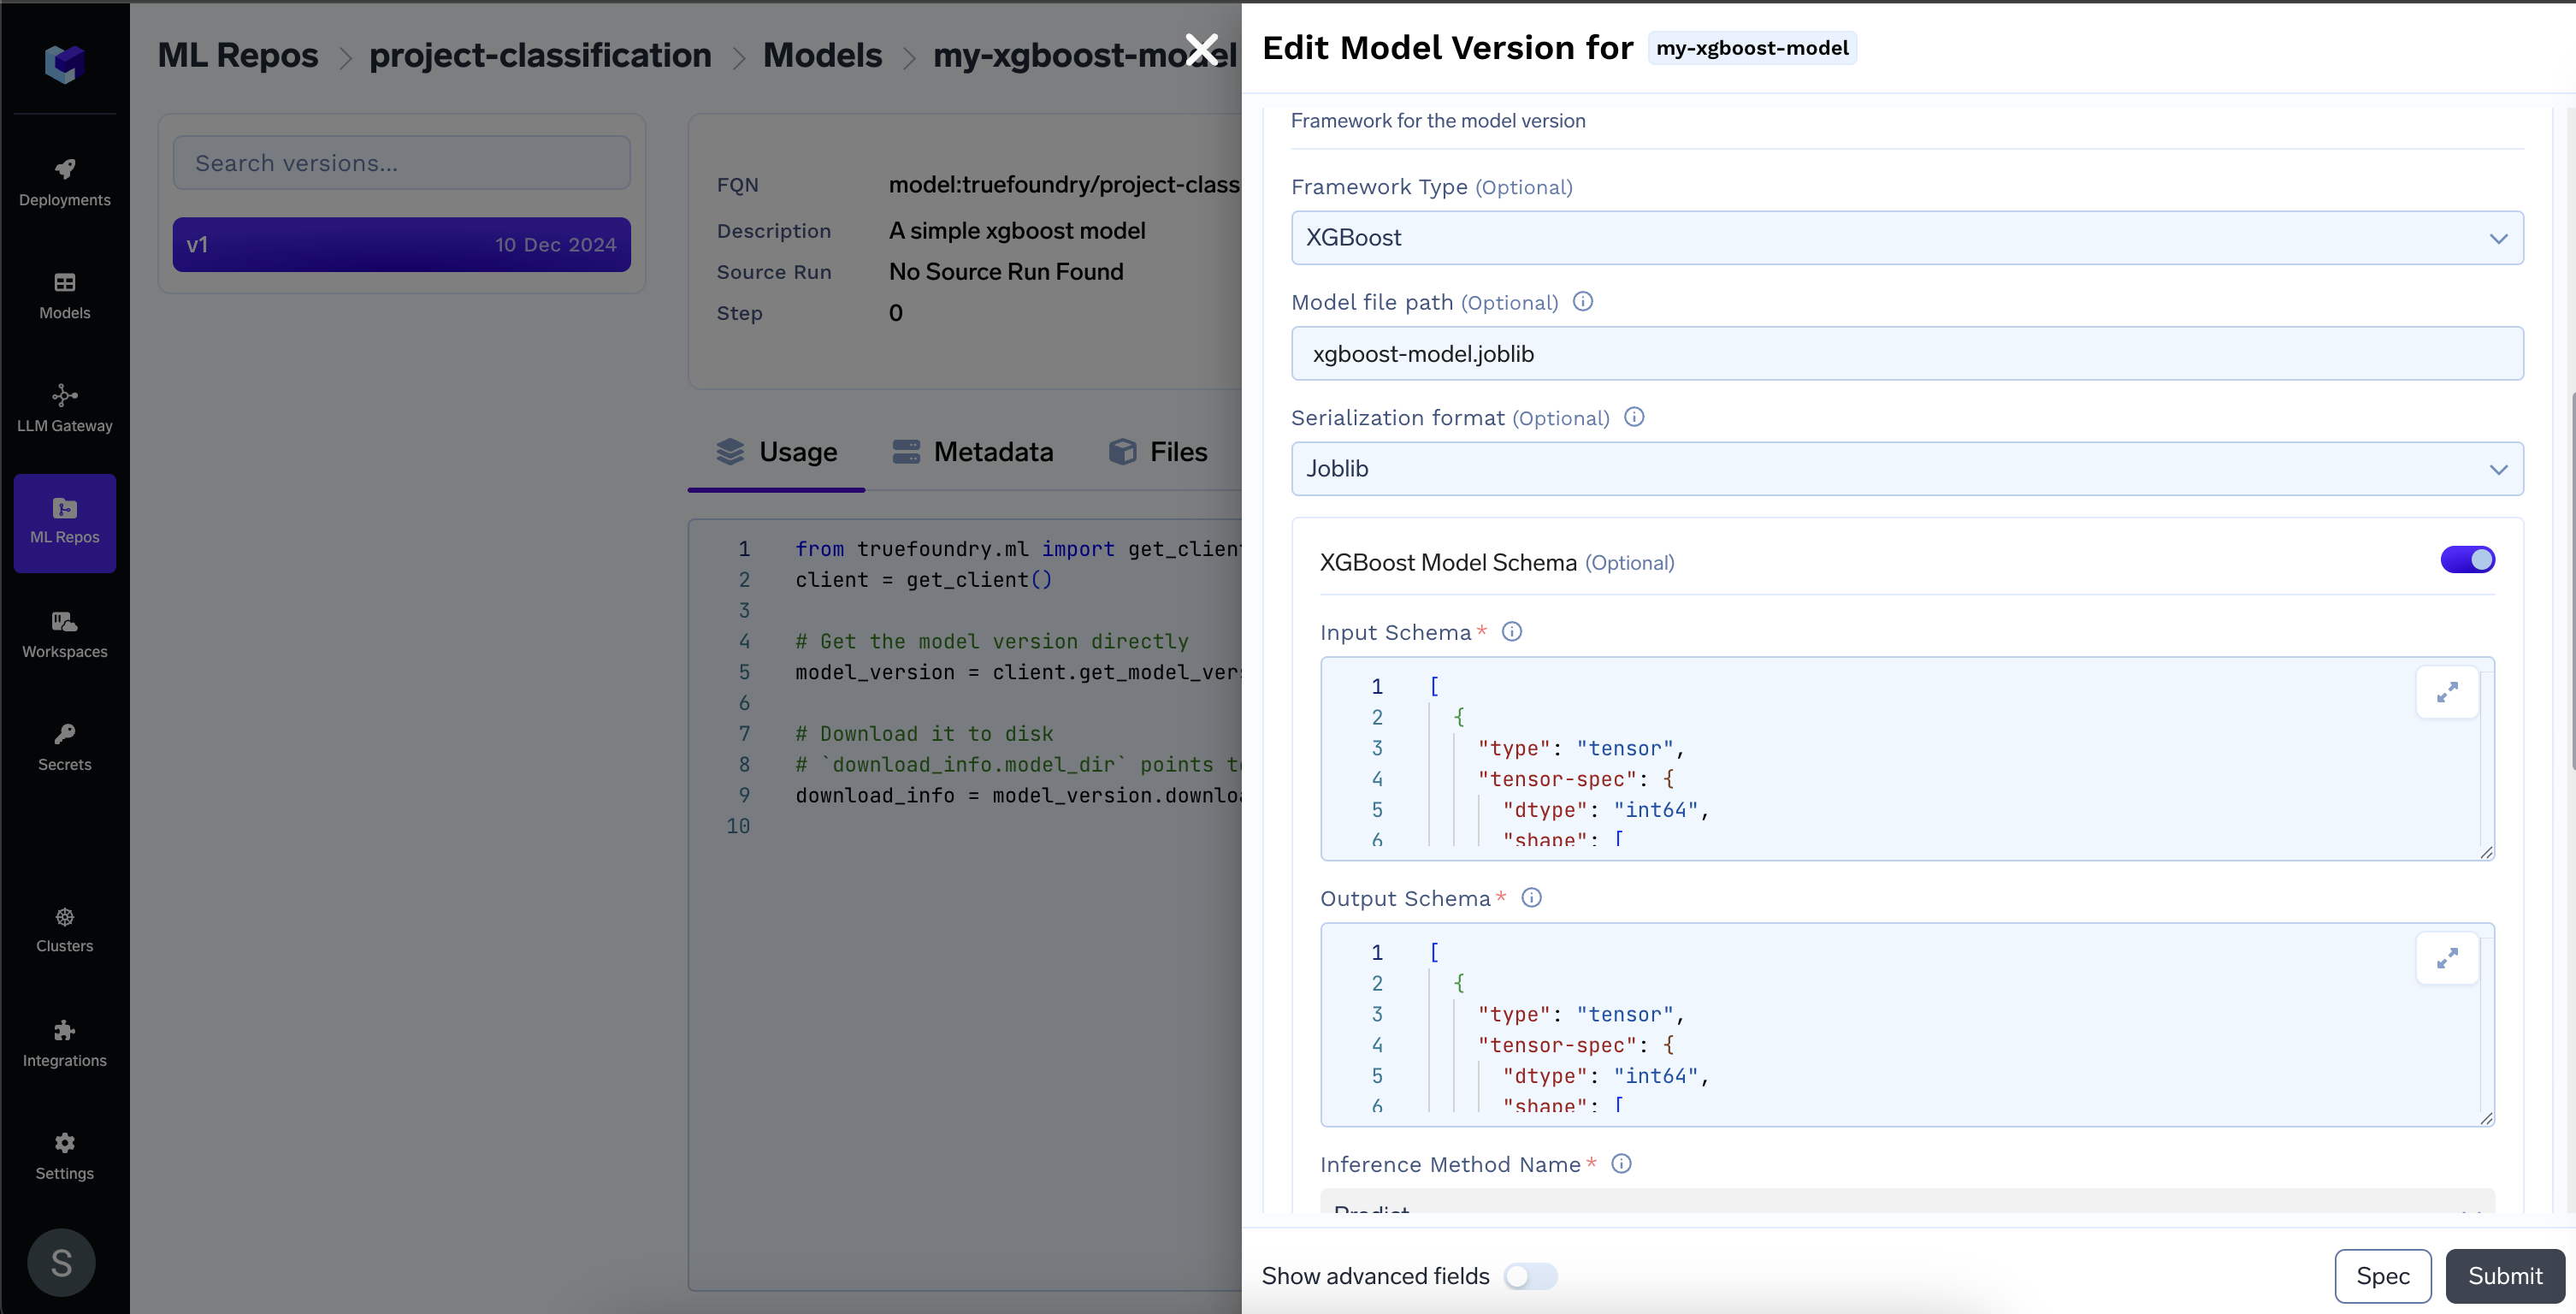 ML Repos > project-classification > Models > my-xgboost-model
Deployments
Models
LLM Gateway
ML Repos
Workspaces
Secrets
Clusters
Integrations
Settings
S
Search versions...
v1 10 Dec 2024
FQN model:truefoundry/project-class
Description A simple xgboost model
Source Run No Source Run Found
Step 0
Usage Metadata Files
1 from truefoundry.ml import get_client
2 client = get_client()
3
4 # Get the model version directly
5 model_version = client.get_model_ver
6
7 # Download it to disk
8 # `download_info.model_dir` points to
9 download_info = model_version.downloa
10
Edit Model Version for my-xgboost-model
Framework for the model version
Framework Type (Optional)
XGBoost
Model file path (Optional)
xgboost-model.joblib
Serialization format (Optional)
Joblib
XGBoost Model Schema (Optional)
Input Schema*
1 [
2 {
3 "type": "tensor",
4 "tensor-spec": {
5 "dtype": "int64",
6 "shape": [
Output Schema*
1 [
2 {
3 "type": "tensor",
4 "tensor-spec": {
5 "dtype": "int64",
6 "shape": [
Inference Method Name*
Predict
Show advanced fields
Spec
Submit